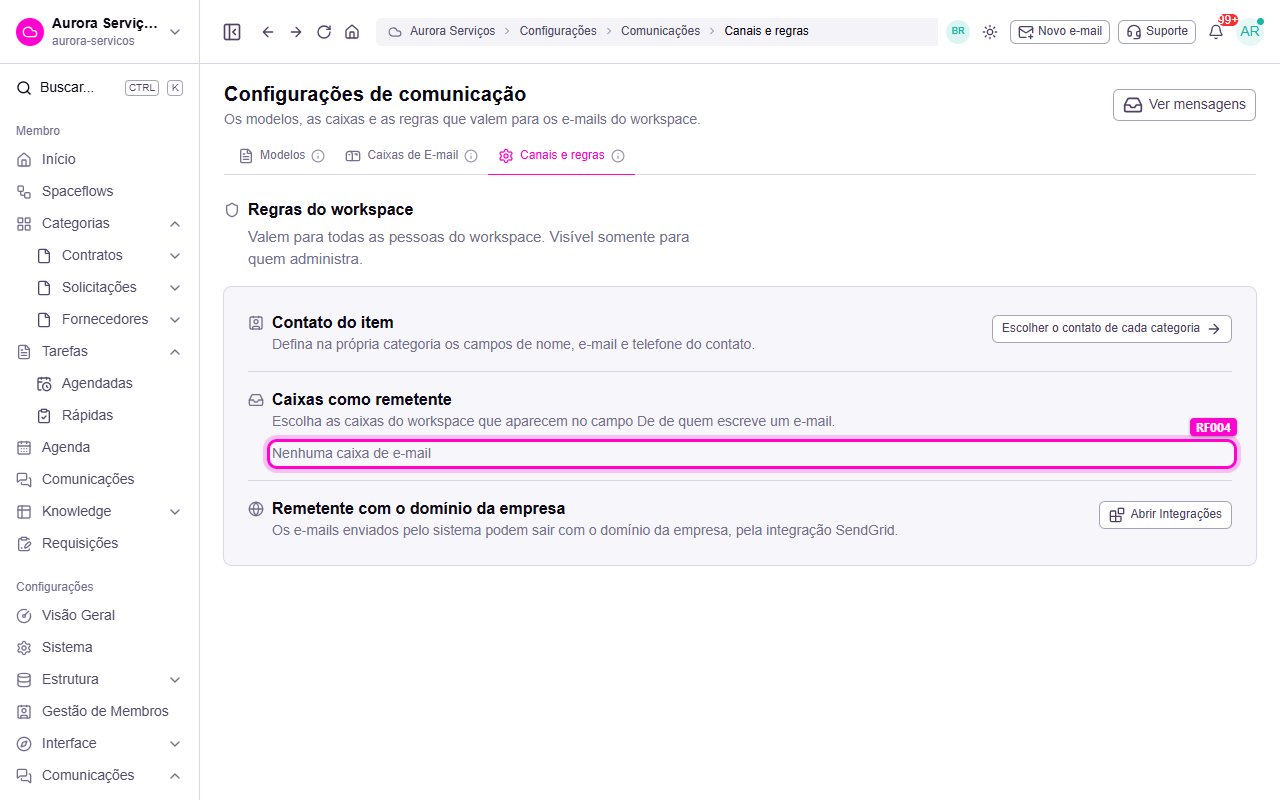 Aurora Serviç...
aurora-servicos
Aurora Serviços
Configurações
Comunicações
Canais e regras
BR
Novo e-mail
Suporte
99+
AR
Buscar...
CTRL
K
Membro
Início
Spaceflows
Categorias
Contratos
Solicitações
Fornecedores
Tarefas
Agendadas
Rápidas
Agenda
Comunicações
Knowledge
Requisições
Configurações
Visão Geral
Sistema
Estrutura
Gestão de Membros
Interface
Comunicações
Configurações de comunicação
Os modelos, as caixas e as regras que valem para os e-mails do workspace.
Ver mensagens
Modelos
Caixas de E-mail
Canais e regras
Regras do workspace
Valem para todas as pessoas do workspace. Visível somente para
quem administra.
Contato do item
Defina na própria categoria os campos de nome, e-mail e telefone do contato.
Escolher o contato de cada categoria
Caixas como remetente
Escolha as caixas do workspace que aparecem no campo De de quem escreve um e-mail.
RF004
Nenhuma caixa de e-mail
Remetente com o domínio da empresa
Os e-mails enviados pelo sistema podem sair com o domínio da empresa, pela integração SendGrid.
Abrir Integrações